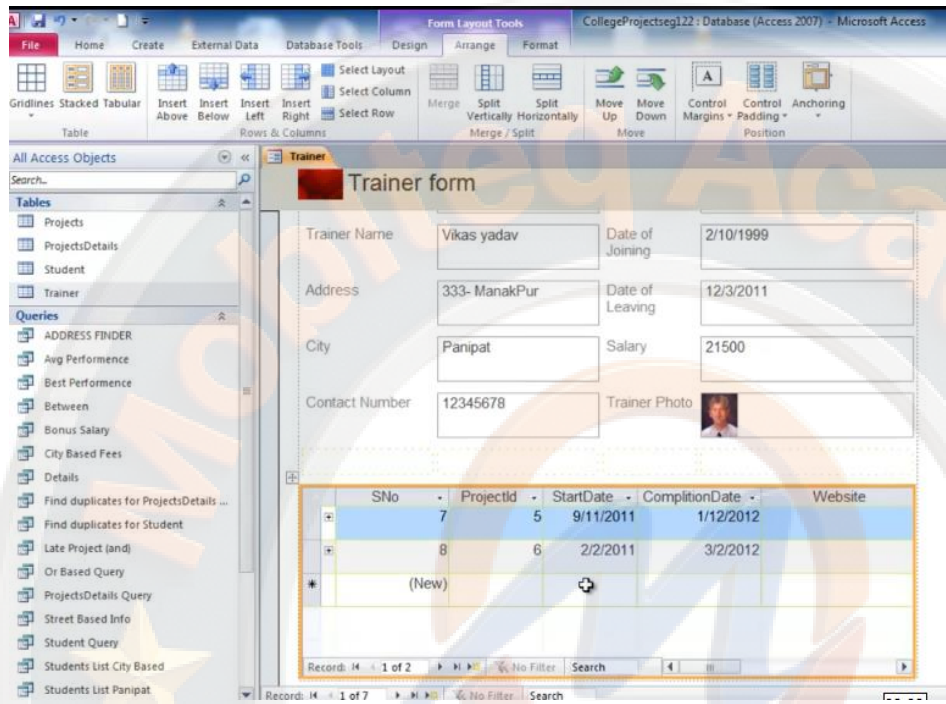 Form Layout Tools CollegeProjectseg122 : Database (Access 2007) - Microsoft Access
File Home Create External Data Database Tools Design Arrange Format
Gridlines Stacked Tabular Insert Above Insert Below Insert Left Insert Right Select Layout Select Column Select Row Merge Split Vertically Split Horizontally Move Up Move Down Control Margins Control Padding Anchoring
Table Rows & Columns Merge / Split Move Position
All Access Objects
Search...
Tables
Projects
ProjectsDetails
Student
Trainer
Queries
ADDRESS FINDER
Avg Performence
Best Performence
Between
Bonus Salary
City Based Fees
Details
Find duplicates for ProjectsDetails ...
Find duplicates for Student
Late Project (and)
Or Based Query
ProjectsDetails Query
Street Based Info
Student Query
Students List City Based
Students List Panipat
Trainer
Trainer form
Trainer Name Vikas yadav Date of Joining 2/10/1999
Address 333- ManakPur Date of Leaving 12/3/2011
City Panipat Salary 21500
Contact Number 12345678 Trainer Photo
SNo ProjectId StartDate ComplitionDate Website
7 5 9/11/2011 1/12/2012
8 6 2/2/2011 3/2/2012
(New)
Record: 1 of 2 No Filter Search
Record: 1 of 7 No Filter Search
Mobiteq Aca